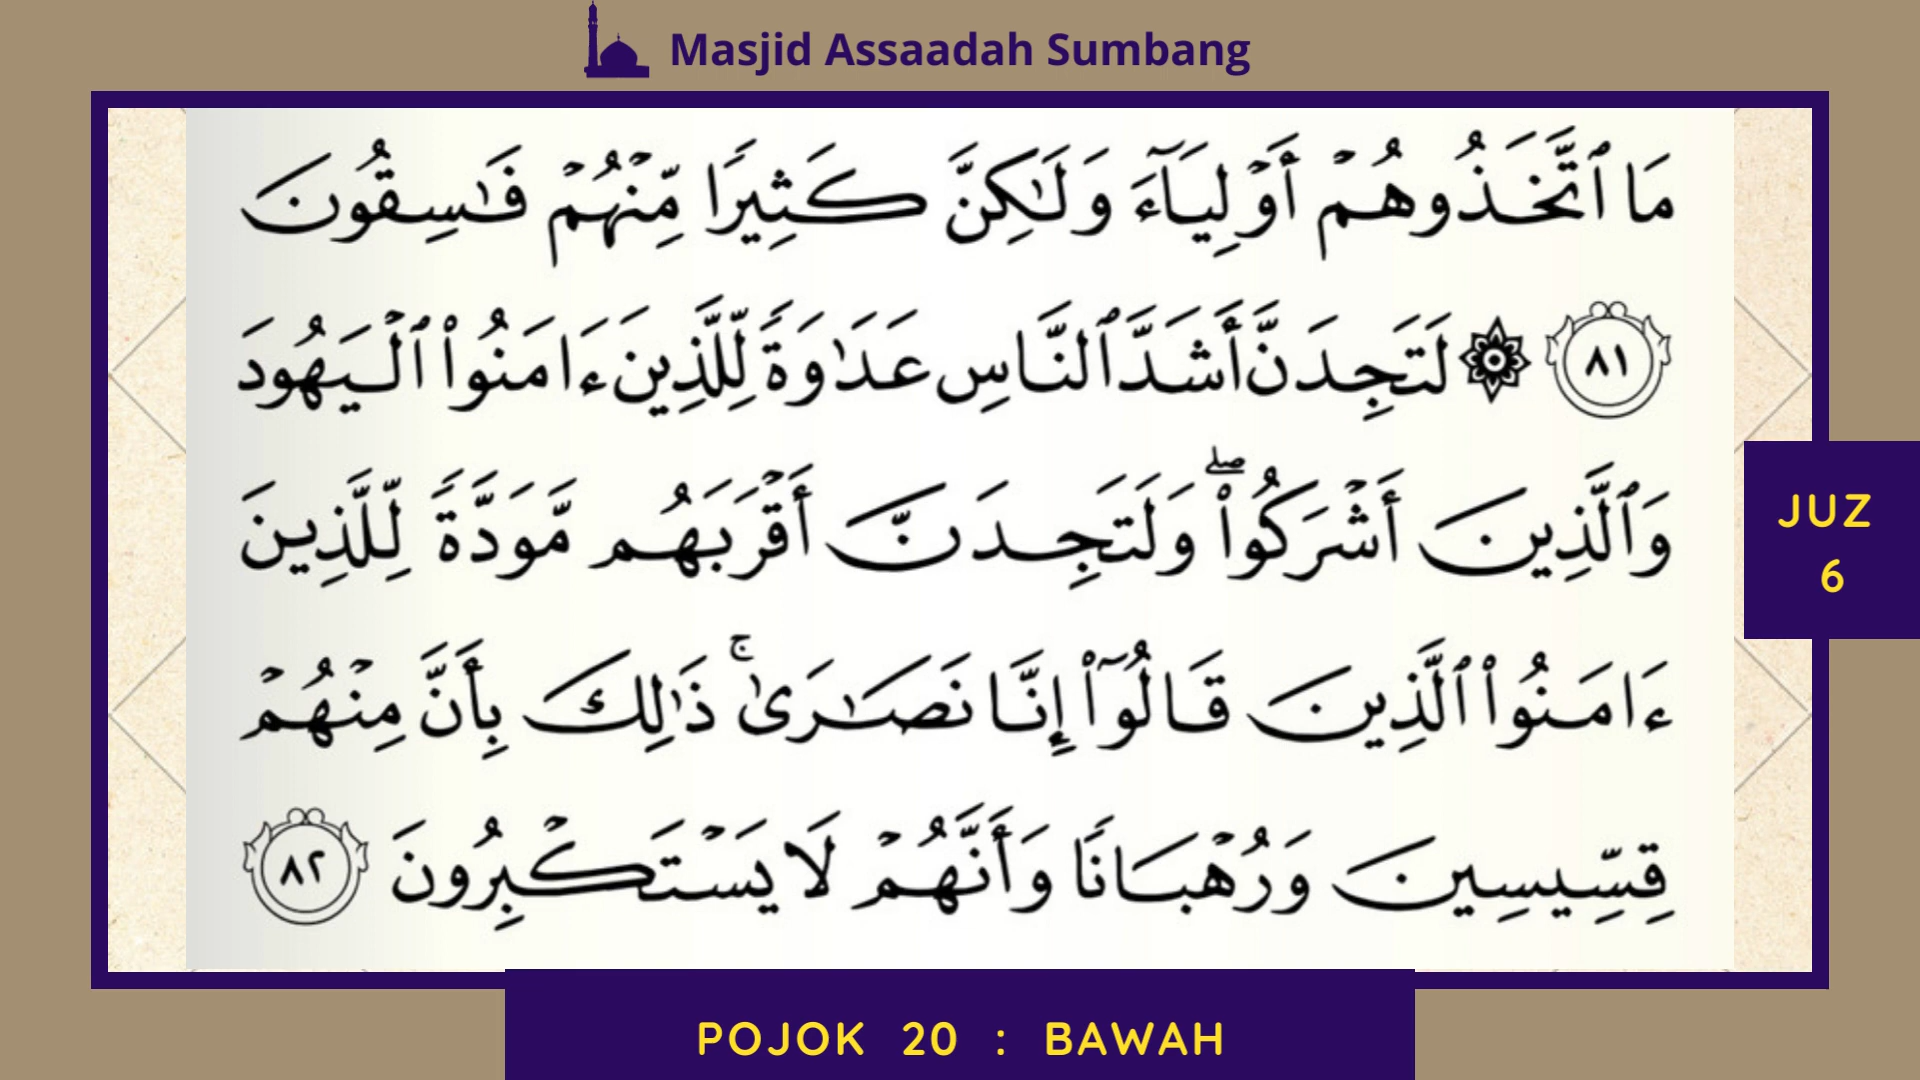 Masjid Assaadah Sumbang
مَا ٱتَّخَذُوهُمْ أَوْلِيَآءَ وَلَٰكِنَّ كَثِيرًا مِّنْهُمْ فَٰسِقُونَ
٨١ ۞ لَتَجِدَنَّ أَشَدَّ ٱلنَّاسِ عَدَٰوَةً لِّلَّذِينَ ءَامَنُوا۟ ٱلْيَهُودَ
وَٱلَّذِينَ أَشْرَكُوا۟ ۖ وَلَتَجِدَنَّ أَقْرَبَهُم مَّوَدَّةً لِّلَّذِينَ
ءَامَنُوا۟ ٱلَّذِينَ قَالُوٓا۟ إِنَّا نَصَٰرَىٰ ۚ ذَٰلِكَ بِأَنَّ مِنْهُمْ
قِسِّيسِينَ وَرُهْبَانًا وَأَنَّهُمْ لَا يَسْتَكْبِرُونَ ٨٢
JUZ
6
POJOK 20 : BAWAH